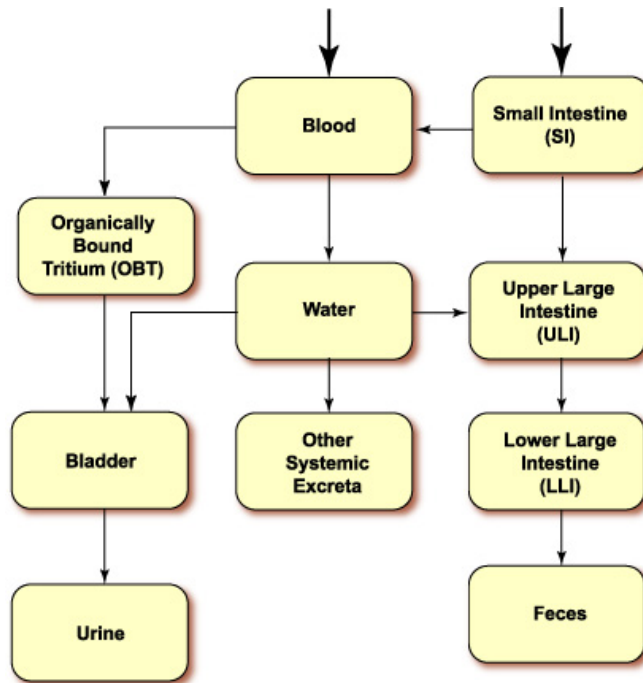 Blood
Small Intestine
(SI)
Organically
Bound
Tritium (OBT)
Water
Upper Large
Intestine
(ULI)
Bladder
Other
Systemic
Excreta
Lower Large
Intestine
(LLI)
Urine
Feces